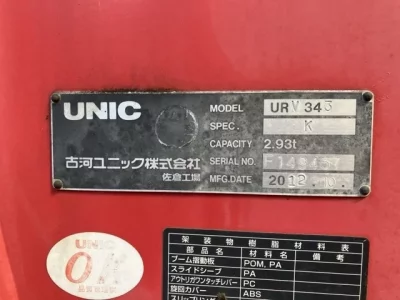 UNIC
MODEL URV343
SPEC. K
CAPACITY 2.93t
古河ユニック株式会社
佐倉工場
SERIAL NO.
MFG.DATE 2012
UNIC
架装物樹脂材料表
部品名 材料 備考
ブーム摺動板 POM, PA
スライドシーブ PA
アウトリガワンタッチレバー PC
旋回カバー ABS